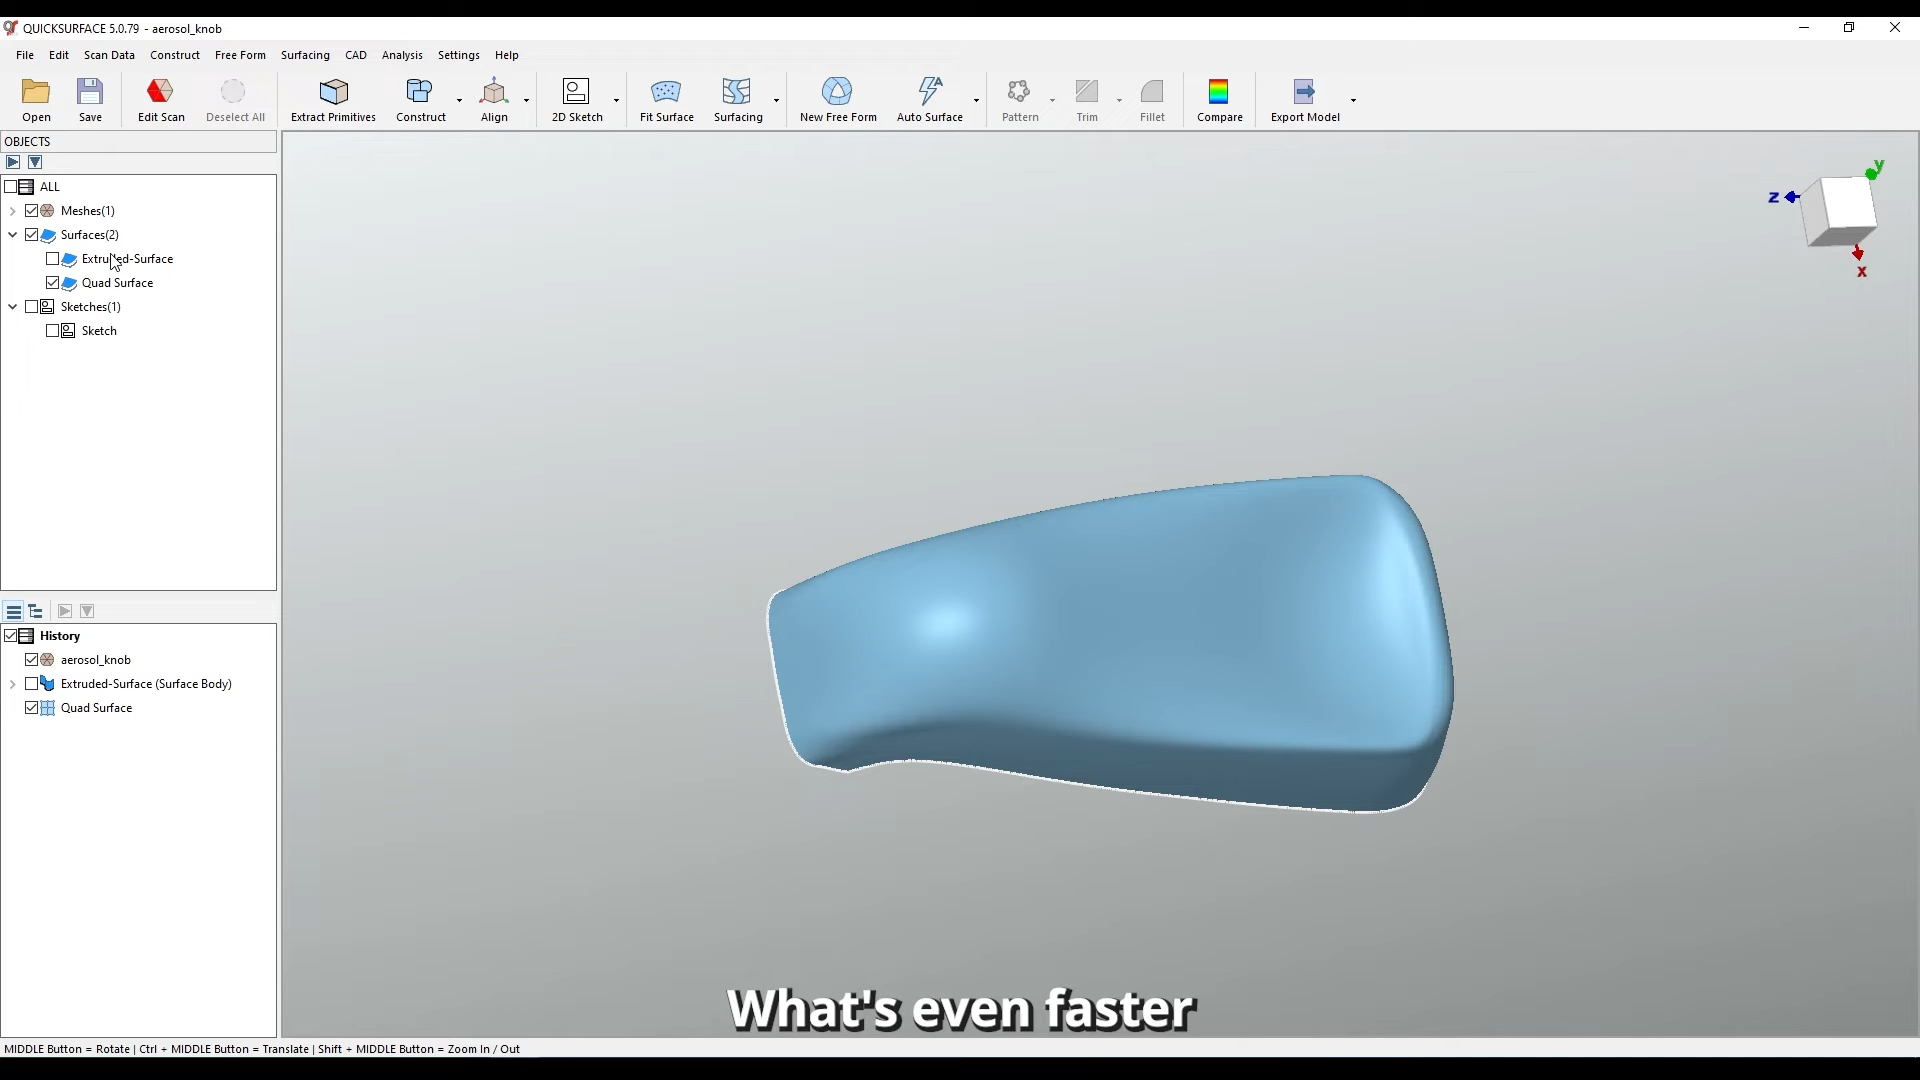 QUICKSURFACE 5.0.79 - aerosol_knob
File Edit Scan Data Construct Free Form Surfacing CAD Analysis Settings Help
Open Save Edit Scan Deselect All Extract Primitives Construct Align 2D Sketch Fit Surface Surfacing New Free Form Auto Surface Pattern Trim Fillet Compare Export Model
OBJECTS
ALL
Meshes(1)
Surfaces(2)
Extruded-Surface
Quad Surface
Sketches(1)
Sketch
y
z
x
History
aerosol_knob
Extruded-Surface (Surface Body)
Quad Surface
What's even faster
MIDDLE Button = Rotate | Ctrl + MIDDLE Button = Translate | Shift + MIDDLE Button = Zoom In / Out